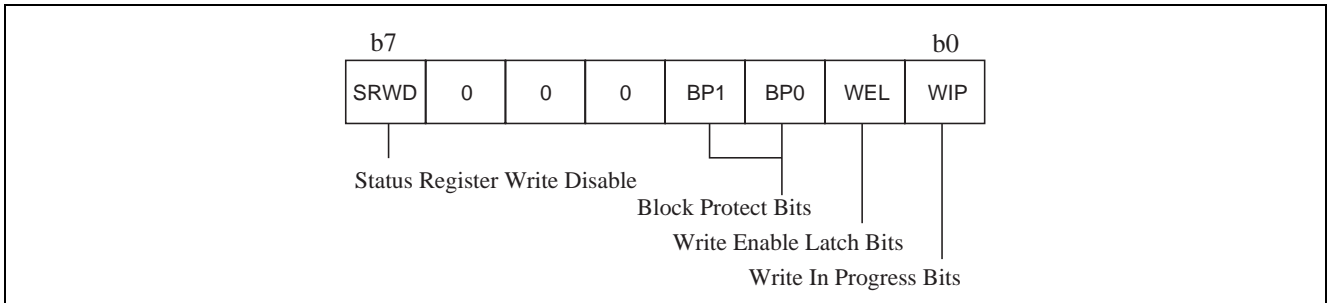 b7 b0
SRWD 0 0 0 BP1 BP0 WEL WIP
Status Register Write Disable
Block Protect Bits
Write Enable Latch Bits
Write In Progress Bits